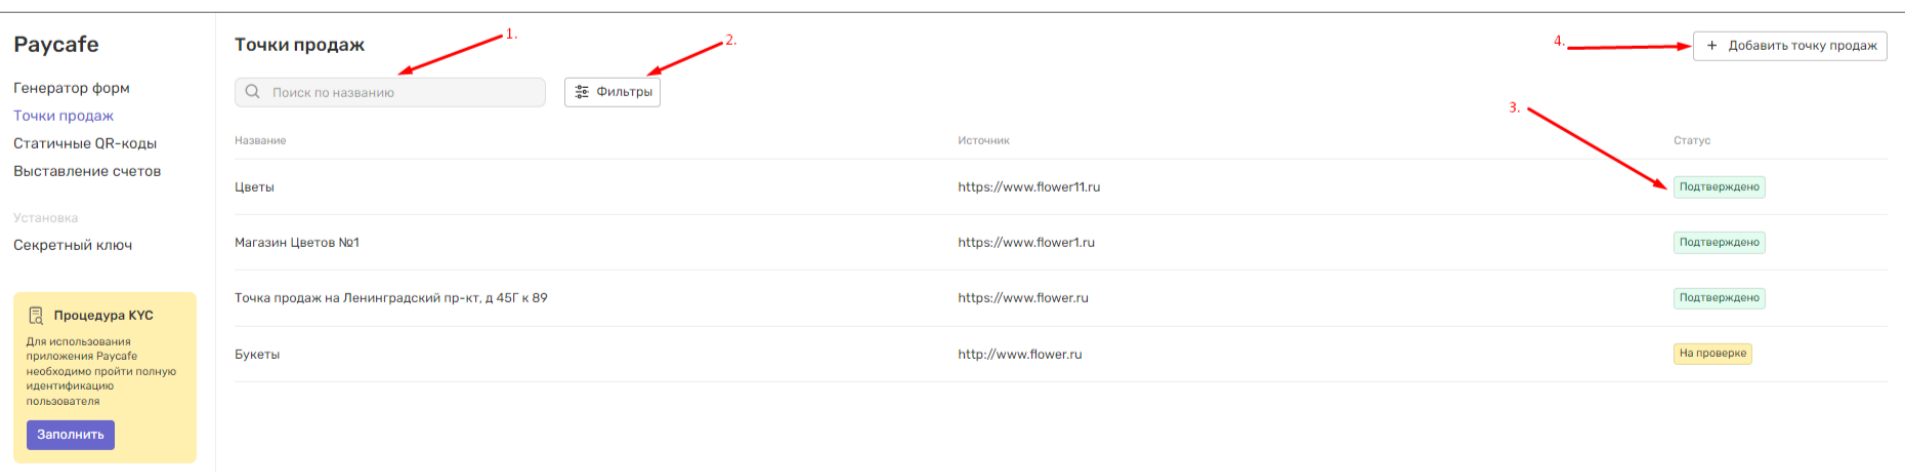 Paycafe
Генератор форм
Точки продаж
Статичные QR-коды
Выставление счетов
Установка
Секретный ключ
Процедура KYC
Для использования
приложения Paycafe
необходимо пройти полную
идентификацию
пользователя
Заполнить
Точки продаж
1.
2.
4.
+ Добавить точку продаж
Поиск по названию
Фильтры
3.
Название Источник Статус
Цветы https://www.flower11.ru Подтверждено
Магазин Цветов №1 https://www.flower1.ru Подтверждено
Точка продаж на Ленинградский пр-кт, д 45Г к 89 https://www.flower.ru Подтверждено
Букеты http://www.flower.ru На проверке